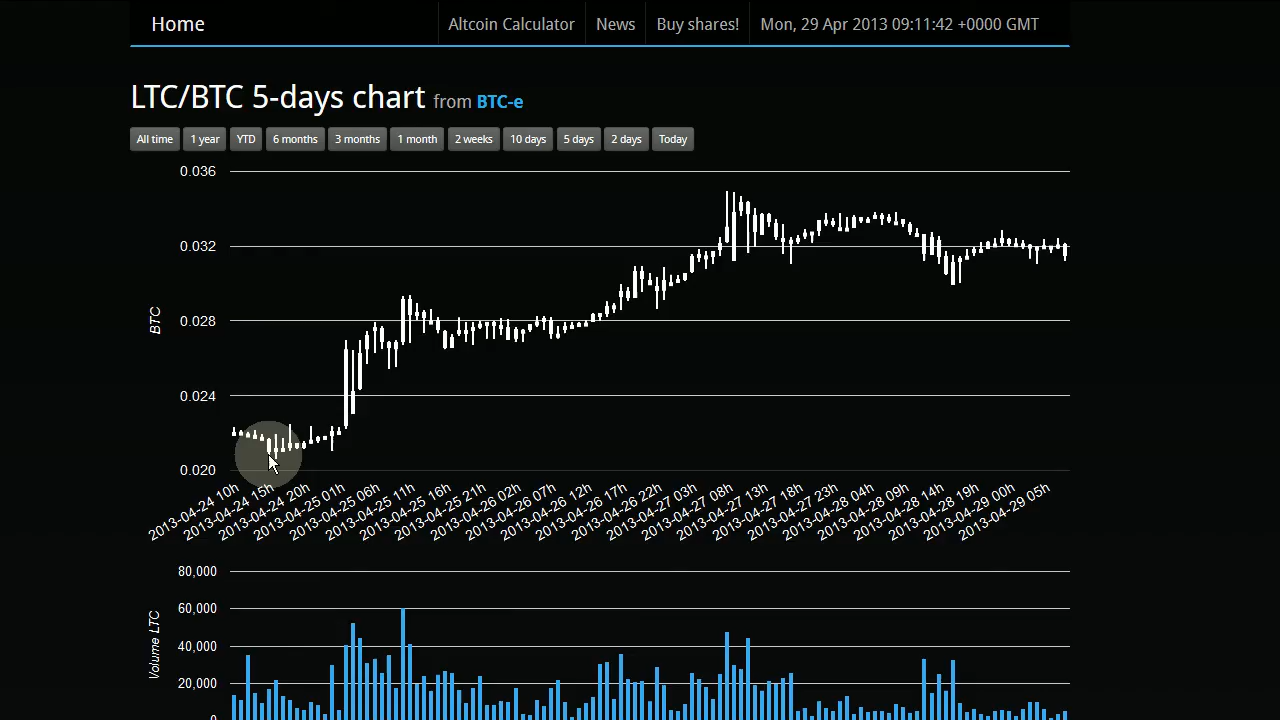 Home Altcoin Calculator News Buy shares! Mon, 29 Apr 2013 09:11:42 +0000 GMT
LTC/BTC 5-days chart from BTC-e
All time 1 year YTD 6 months 3 months 1 month 2 weeks 10 days 5 days 2 days Today
0.036
0.032
BTC
0.028
0.024
0.020
2013-04-24 10h
2013-04-24 15h
2013-04-24 20h
2013-04-25 01h
2013-04-25 06h
2013-04-25 11h
2013-04-25 16h
2013-04-25 21h
2013-04-26 02h
2013-04-26 07h
2013-04-26 12h
2013-04-26 17h
2013-04-26 22h
2013-04-27 03h
2013-04-27 08h
2013-04-27 13h
2013-04-27 18h
2013-04-27 23h
2013-04-28 04h
2013-04-28 09h
2013-04-28 14h
2013-04-28 19h
2013-04-29 00h
2013-04-29 05h
80,000
60,000
Volume LTC
40,000
20,000
0